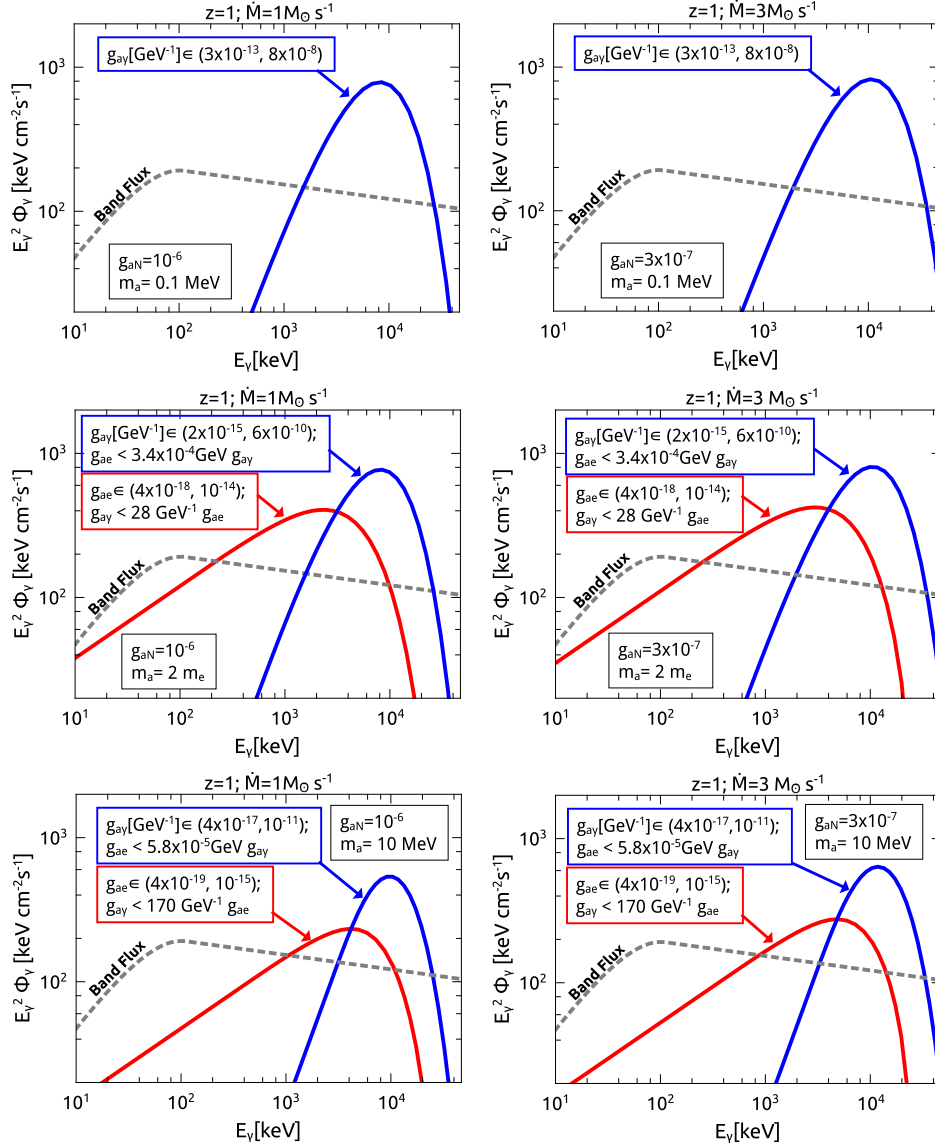 z=1; Ṁ=1M⊙ s⁻¹
E_γ² Φ_γ [keV cm⁻²s⁻¹]
10³
10²
g_aγ[GeV⁻¹]∈ (3x10⁻¹³, 8x10⁻⁸)
Band Flux
g_aN=10⁻⁶
m_a= 0.1 MeV
10¹ 10² 10³ 10⁴
E_γ[keV]
z=1; Ṁ=3M⊙ s⁻¹
E_γ² Φ_γ [keV cm⁻²s⁻¹]
10³
10²
g_aγ[GeV⁻¹]∈ (3x10⁻¹³, 8x10⁻⁸)
Band Flux
g_aN=3x10⁻⁷
m_a= 0.1 MeV
10¹ 10² 10³ 10⁴
E_γ[keV]
z=1; Ṁ=1M⊙ s⁻¹
E_γ² Φ_γ [keV cm⁻²s⁻¹]
10³
10²
g_aγ[GeV⁻¹]∈ (2x10⁻¹⁵, 6x10⁻¹⁰);
g_ae < 3.4x10⁻⁴GeV g_aγ
g_ae∈ (4x10⁻¹⁸, 10⁻¹⁴);
g_aγ < 28 GeV⁻¹ g_ae
Band Flux
g_aN=10⁻⁶
m_a= 2 m_e
10¹ 10² 10³ 10⁴
E_γ[keV]
z=1; Ṁ=3 M⊙ s⁻¹
E_γ² Φ_γ [keV cm⁻²s⁻¹]
10³
10²
g_aγ[GeV⁻¹]∈ (2x10⁻¹⁵, 6x10⁻¹⁰);
g_ae < 3.4x10⁻⁴GeV g_aγ
g_ae∈ (4x10⁻¹⁸, 10⁻¹⁴);
g_aγ < 28 GeV⁻¹ g_ae
Band Flux
g_aN=3x10⁻⁷
m_a= 2 m_e
10¹ 10² 10³ 10⁴
E_γ[keV]
z=1; Ṁ=1M⊙ s⁻¹
E_γ² Φ_γ [keV cm⁻²s⁻¹]
10³
10²
g_aγ[GeV⁻¹]∈ (4x10⁻¹⁷,10⁻¹¹);
g_ae< 5.8x10⁻⁵GeV g_aγ
g_aN=10⁻⁶
m_a= 10 MeV
g_ae∈ (4x10⁻¹⁹, 10⁻¹⁵);
g_aγ < 170 GeV⁻¹ g_ae
Band Flux
10¹ 10² 10³ 10⁴
E_γ[keV]
z=1; Ṁ=3 M⊙ s⁻¹
E_γ² Φ_γ [keV cm⁻²s⁻¹]
10³
10²
g_aγ[GeV⁻¹]∈ (4x10⁻¹⁷,10⁻¹¹);
g_ae< 5.8x10⁻⁵GeV g_aγ
g_aN=3x10⁻⁷
m_a= 10 MeV
g_ae∈ (4x10⁻¹⁹, 10⁻¹⁵);
g_aγ < 170 GeV⁻¹ g_ae
Band Flux
10¹ 10² 10³ 10⁴
E_γ[keV]